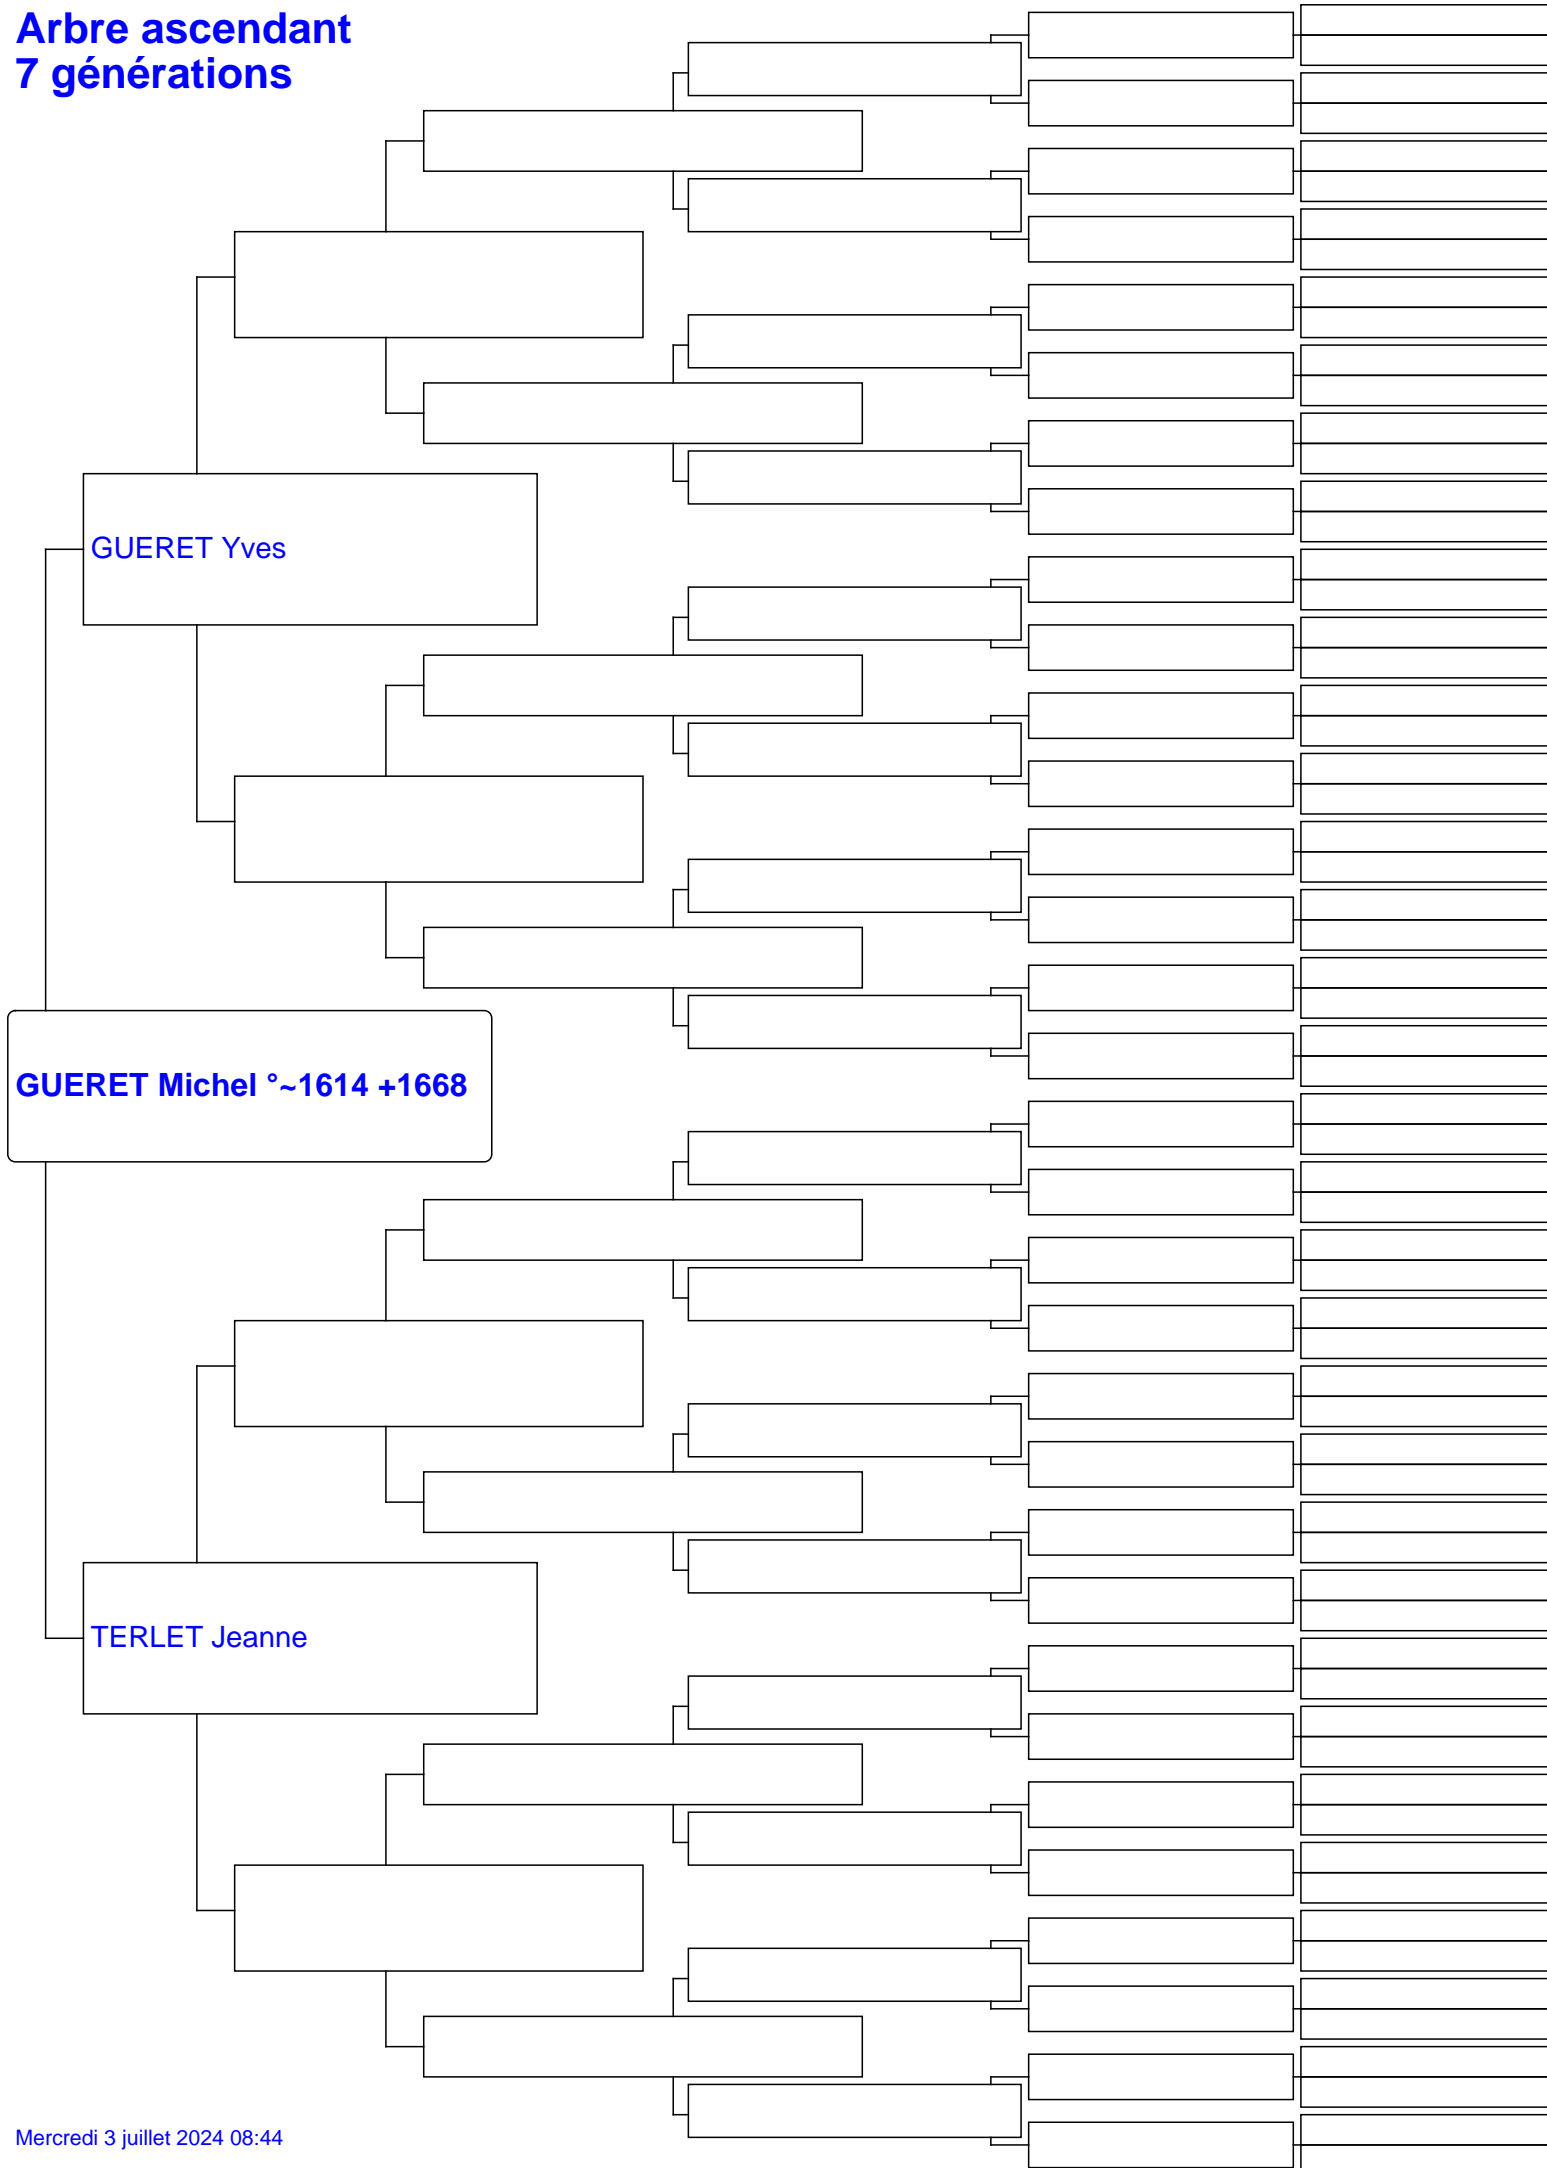 Arbre ascendant
7 générations
GUERET Yves
GUERET Michel °~1614 +1668
TERLET Jeanne
Mercredi 3 juillet 2024 08:44